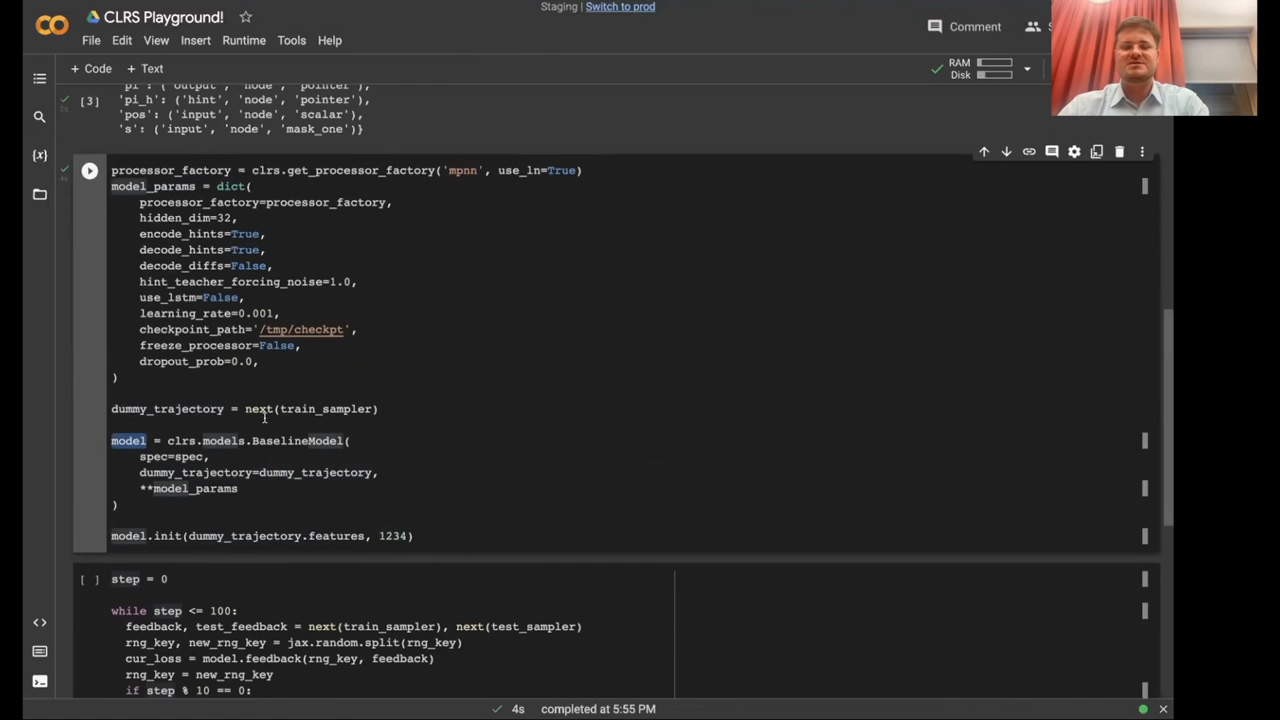 Staging | Switch to prod
CLRS Playground!
File Edit View Insert Runtime Tools Help
Comment
+ Code + Text
RAM
Disk
'pi': ('output', 'node', 'pointer'),
[3]
'pi_h': ('hint', 'node', 'pointer'),
'pos': ('input', 'node', 'scalar'),
's': ('input', 'node', 'mask_one')}
2s
4s
processor_factory = clrs.get_processor_factory('mpnn', use_ln=True)
model_params = dict(
processor_factory=processor_factory,
hidden_dim=32,
encode_hints=True,
decode_hints=True,
decode_diffs=False,
hint_teacher_forcing_noise=1.0,
use_lstm=False,
learning_rate=0.001,
checkpoint_path='/tmp/checkpt',
freeze_processor=False,
dropout_prob=0.0,
)
dummy_trajectory = next(train_sampler)
model = clrs.models.BaselineModel(
spec=spec,
dummy_trajectory=dummy_trajectory,
**model_params
)
model.init(dummy_trajectory.features, 1234)
[ ]
step = 0
while step <= 100:
feedback, test_feedback = next(train_sampler), next(test_sampler)
rng_key, new_rng_key = jax.random.split(rng_key)
cur_loss = model.feedback(rng_key, feedback)
rng_key = new_rng_key
if step % 10 == 0:
4s completed at 5:55 PM